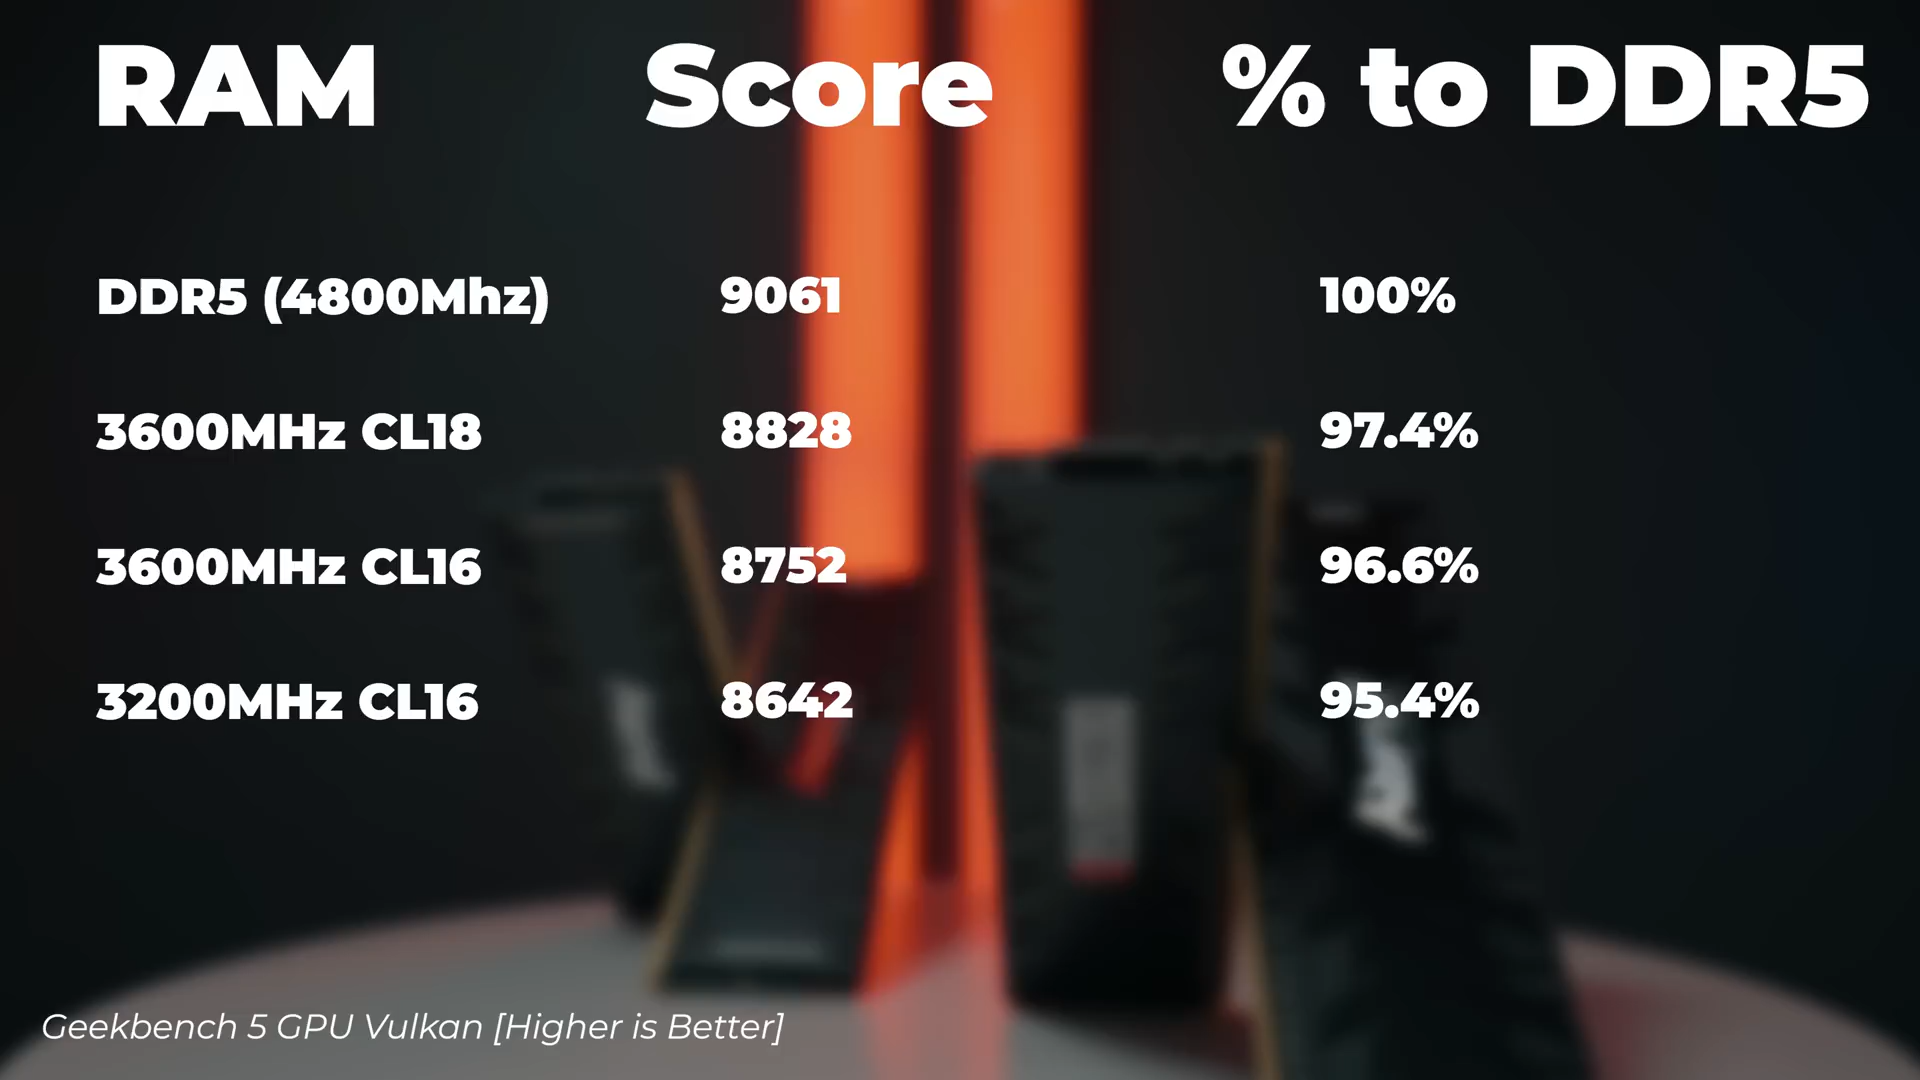 RAM Score % to DDR5
DDR5 (4800Mhz) 9061 100%
3600MHz CL18 8828 97.4%
3600MHz CL16 8752 96.6%
3200MHz CL16 8642 95.4%
Geekbench 5 GPU Vulkan [Higher is Better]